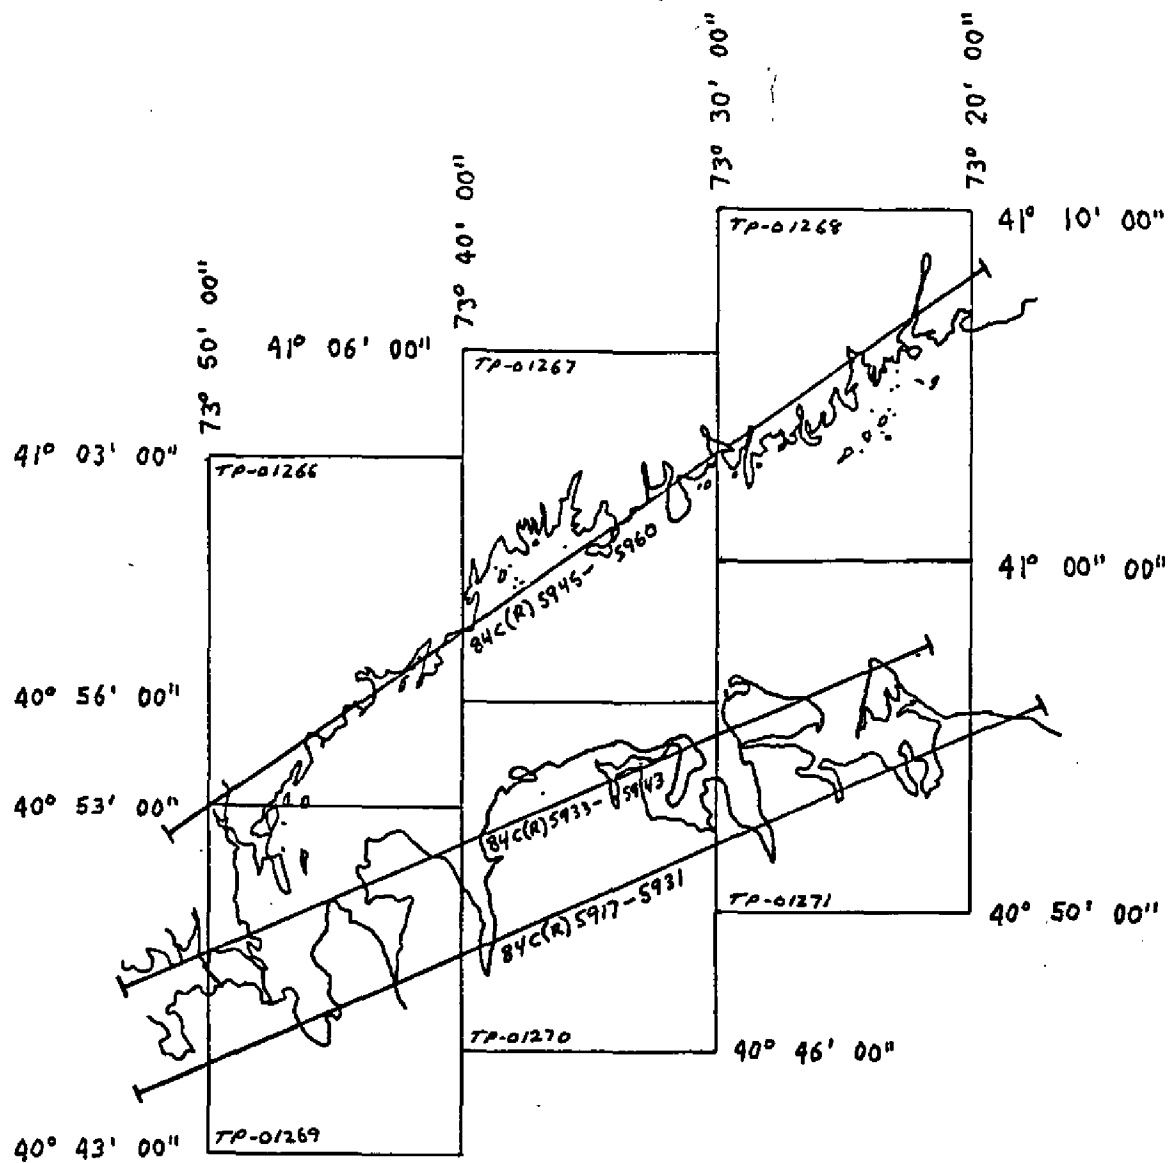 73° 30' 00"
73° 20' 00"
TP-01268
41° 10' 00"
73° 40' 00"
73° 50' 00"
41° 06' 00"
TP-01267
41° 03' 00"
TP-01266
84C(R) 5945-5960
41° 00" 00"
40° 56' 00"
40° 53' 00"
84C(R) 5933-5943
84C(R) 5917-5931
TP-01271
40° 50' 00"
TP-01270
40° 46' 00"
TP-01269
40° 43' 00"